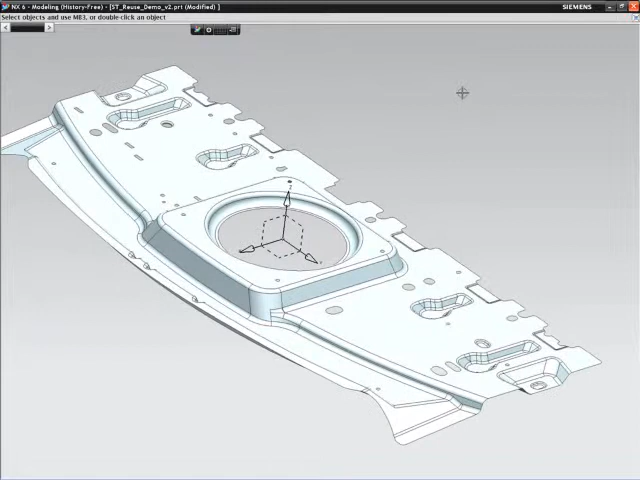 NX 6 - Modeling (History-Free) - [ST_Reuse_Demo_v2.prt (Modified) ]
SIEMENS
Select objects and use MB3, or double-click an object
Z